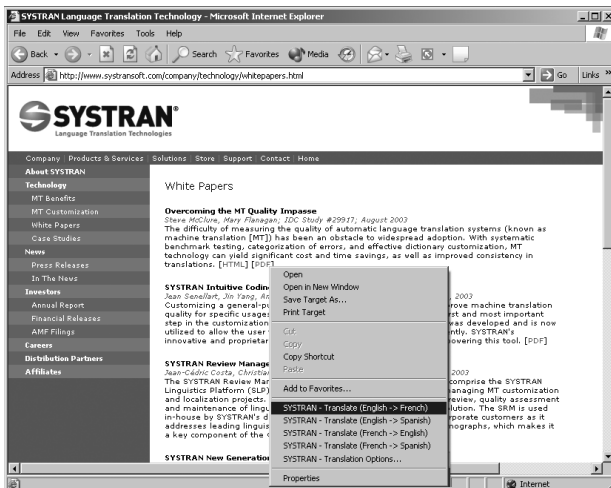 SYSTRAN Language Translation Technology - Microsoft Internet Explorer
File Edit View Favorites Tools Help
Back Search Favorites Media
Address http://www.systransoft.com/company/technology/whitepapers.html Go Links »
SYSTRAN®
Language Translation Technologies
Company | Products & Services | Solutions | Store | Support | Contact | Home
About SYSTRAN
Technology
MT Benefits
MT Customization
White Papers
Case Studies
News
Press Releases
In The News
Investors
Annual Report
Financial Releases
AMF Filings
Careers
Distribution Partners
Affiliates
White Papers
Overcoming the MT Quality Impasse
Steve McClure, Mary Flanagan; IDC Study #29917; August 2003
The difficulty of measuring the quality of automatic language translation systems (known as
machine translation [MT]) has been an obstacle to widespread adoption. With systematic
benchmark testing, categorization of errors, and effective dictionary customization, MT
technology can yield significant cost and time savings, as well as improved consistency in
translations. [HTML] [PDF]
SYSTRAN Intuitive Codin
Jean Senellart, Jin Yang, An , 2003
Customizing a general-pu rove machine translation
quality for specific usages rst and most important
step in the customization was developed and is now
utilized to allow the user ntly. SYSTRAN's
innovative and proprietar powering this tool. [PDF]
SYSTRAN Review Manage
Jean-Cédric Costa, Christia 2003
The SYSTRAN Review Mar comprise the SYSTRAN
Linguistics Platform (SLP) anaging MT customization
and localization projects. review, quality assessment
and maintenance of lingu lution. The SRM is used
in-house by SYSTRAN's d rporate customers as it
addresses leading linguis nographs, which makes it
a key component of the
SYSTRAN New Generation
Open
Open in New Window
Save Target As...
Print Target
Cut
Copy
Copy Shortcut
Paste
Add to Favorites...
SYSTRAN - Translate (English -> French)
SYSTRAN - Translate (English -> Spanish)
SYSTRAN - Translate (French -> English)
SYSTRAN - Translate (French -> Spanish)
SYSTRAN - Translation Options...
Properties
Internet